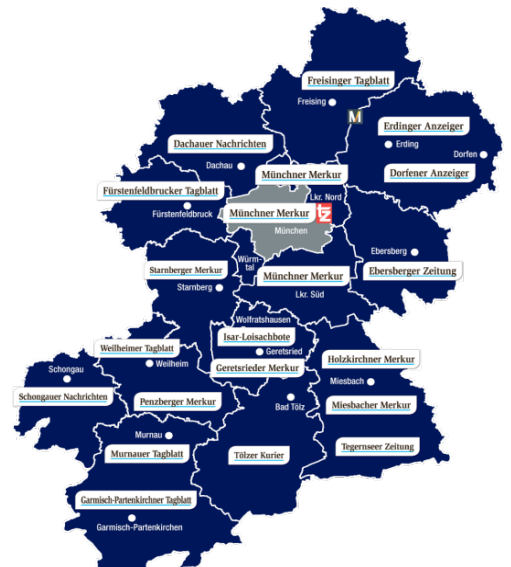 Freisinger Tagblatt
Freising
M
Erdinger Anzeiger
Erding
Dorfen
Dorfener Anzeiger
Dachauer Nachrichten
Dachau
Münchner Merkur
Lkr. Nord
Fürstenfeldbrucker Tagblatt
Fürstenfeldbruck
Münchner Merkur
tz
München
Ebersberg
Ebersberger Zeitung
Würm-
tal
Münchner Merkur
Lkr. Süd
Starnberger Merkur
Starnberg
Wolfratshausen
Isar-Loisachbote
Geretsried
Geretsrieder Merkur
Weilheimer Tagblatt
Weilheim
Penzberger Merkur
Schongau
Schongauer Nachrichten
Holzkirchner Merkur
Miesbach
Miesbacher Merkur
Tegernseer Zeitung
Bad Tölz
Tölzer Kurier
Murnau
Murnauer Tagblatt
Garmisch-Partenkirchner Tagblatt
Garmisch-Partenkirchen